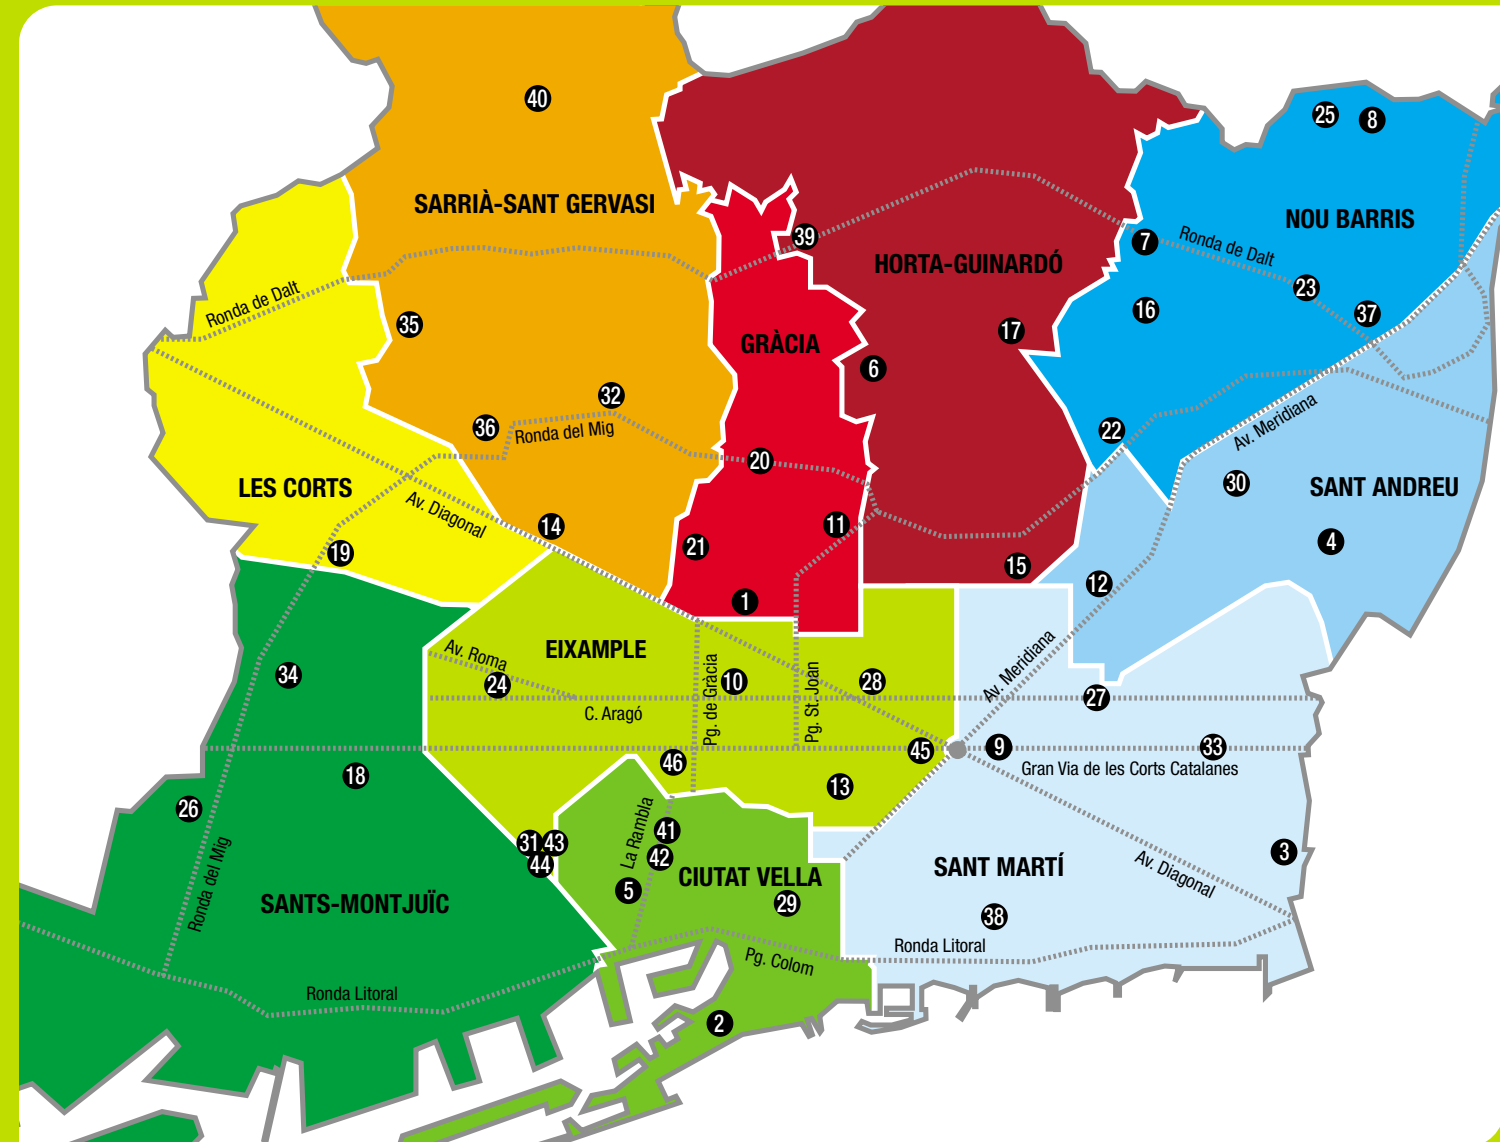 25
8
40
SARRIÀ-SANT GERVASI
NOU BARRIS
39
7
Ronda de Dalt
HORTA-GUINARDÓ
23
Ronda de Dalt
16
37
35
17
GRÀCIA
6
32
36
Ronda del Mig
22
Av. Meridiana
20
30
LES CORTS
SANT ANDREU
Av. Diagonal
14
11
4
19
21
15
12
1
EIXAMPLE
Av. Roma
34
24
10
28
Pg. de Gràcia
Pg. St. Joan
Av. Meridiana
27
C. Aragó
9
33
45
46
Gran Via de les Corts Catalanes
18
13
26
La Rambla
41
31
43
44
42
3
Av. Diagonal
SANT MARTÍ
CIUTAT VELLA
5
29
Ronda del Mig
SANTS-MONTJUÏC
38
Ronda Litoral
Pg. Colom
Ronda Litoral
2